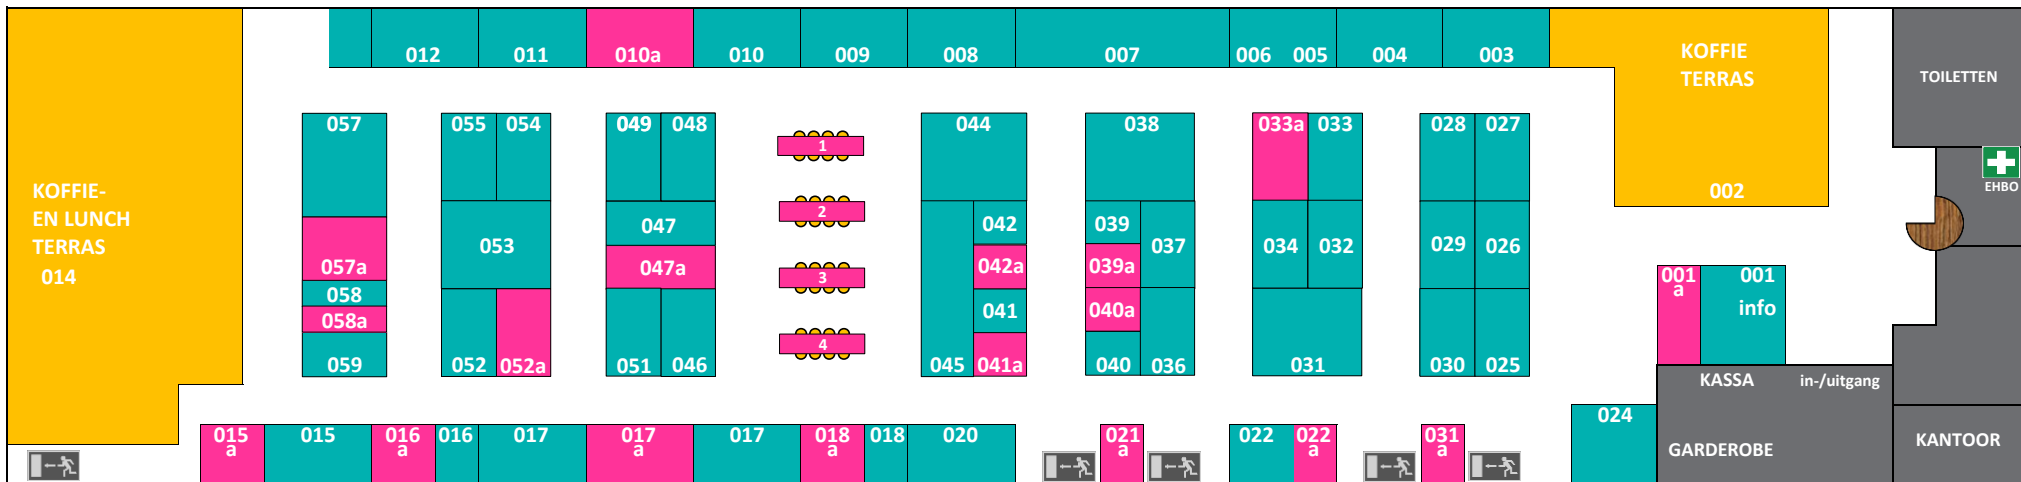 012 011 010a 010 009 008 007 006 005 004 003
KOFFIE
TERRAS
002
TOILETTEN
EHBO
KOFFIE-
EN LUNCH
TERRAS
014
057 055 054 049 048 1 044 038 033a 033 028 027
2
053 047 042 039 037 034 032 029 026
057a 047a 3 042a 039a
058 041 040a
058a 4
059 052 052a 051 046 045 041a 040 036 031 030 025
001
a
001
info
KASSA in-/uitgang
GARDEROBE
KANTOOR
024
015
a
015
016
a
016
017
017
a
017
018
a
018
020
021
a
022
022
a
031
a